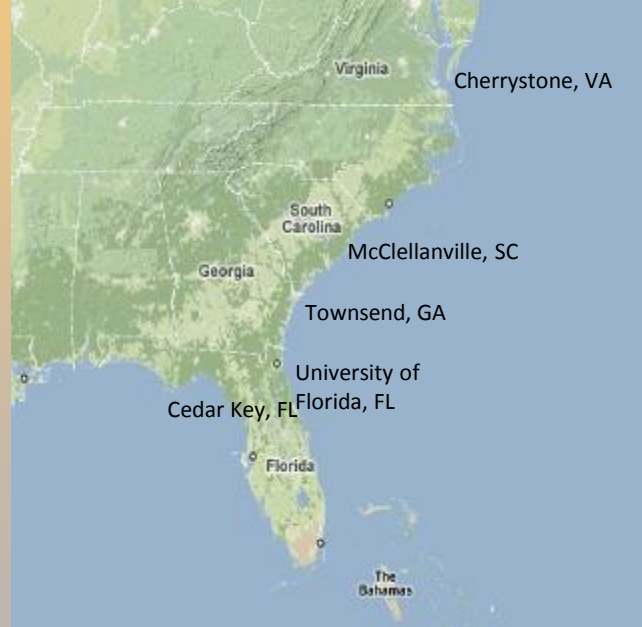 Virginia
Cherrystone, VA
South
Carolina
McClellanville, SC
Georgia
Townsend, GA
University of
Florida, FL
Cedar Key, FL
Florida
The
Bahamas